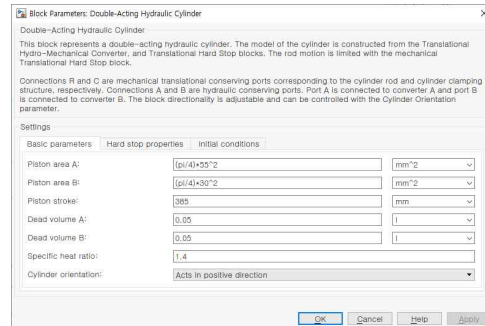 Block Parameters: Double-Acting Hydraulic Cylinder
Double-Acting Hydraulic Cylinder
This block represents a double-acting hydraulic cylinder. The model of the cylinder is constructed from the Translational
Hydro-Mechanical Converter, and Translational Hard Stop blocks. The rod motion is limited with the mechanical
Translational Hard Stop block.
Connections R and C are mechanical translational conserving ports corresponding to the cylinder rod and cylinder clamping
structure, respectively. Connections A and B are hydraulic conserving ports. Port A is connected to converter A and port B
is connected to converter B. The block directionality is adjustable and can be controlled with the Cylinder Orientation
parameter.
Settings
Basic parameters Hard stop properties Initial conditions
Piston area A: (pi/4)*55^2 mm^2
Piston area B: (pi/4)*30^2 mm^2
Piston stroke: 385 mm
Dead volume A: 0.05 l
Dead volume B: 0.05 l
Specific heat ratio: 1.4
Cylinder orientation: Acts in positive direction
OK Cancel Help Apply